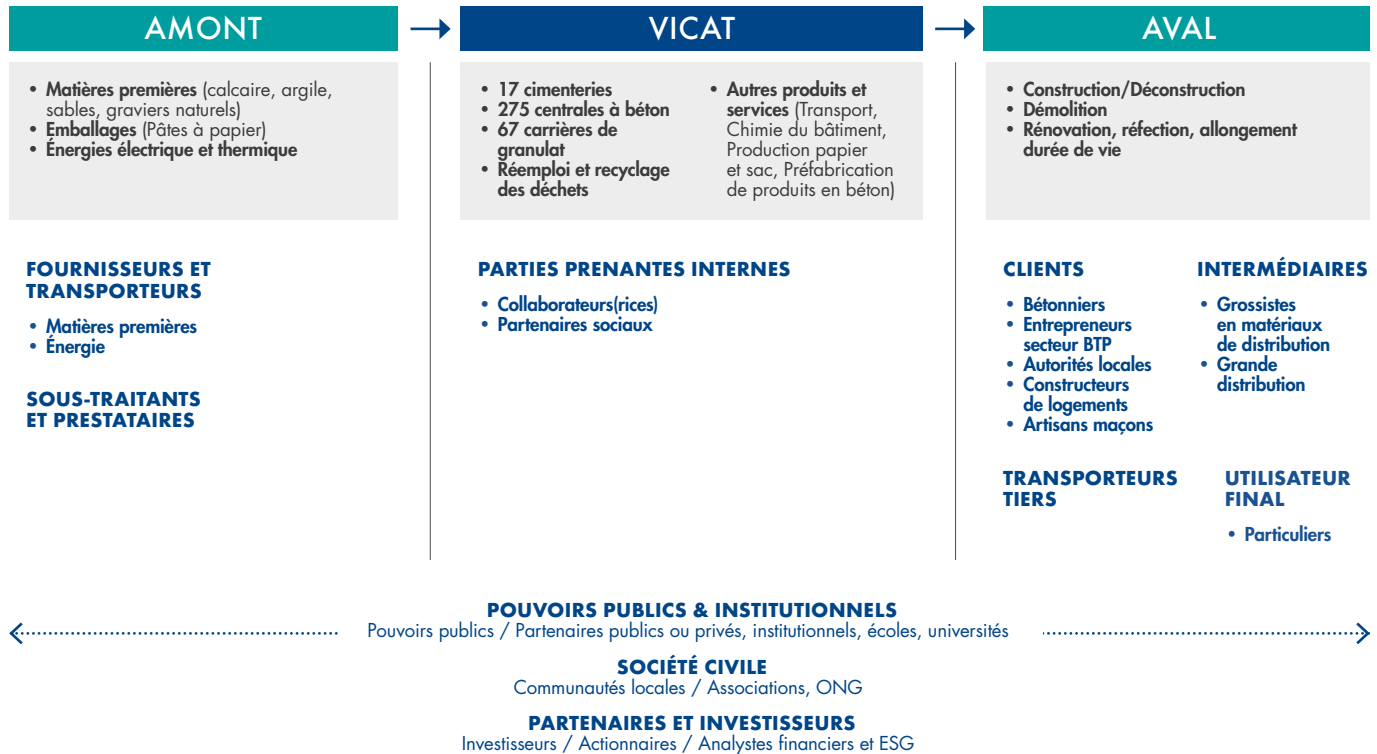 AMONT
VICAT
AVAL
• Matières premières (calcaire, argile,
sables, graviers naturels)
• Emballages (Pâtes à papier)
• Énergies électrique et thermique
• 17 cimenteries
• 275 centrales à béton
• 67 carrières de
granulat
• Réemploi et recyclage
des déchets
• Autres produits et
services (Transport,
Chimie du bâtiment,
Production papier
et sac, Préfabrication
de produits en béton)
• Construction/Déconstruction
• Démolition
• Rénovation, réfection, allongement
durée de vie
FOURNISSEURS ET
TRANSPORTEURS
• Matières premières
• Énergie
SOUS-TRAITANTS
ET PRESTATAIRES
PARTIES PRENANTES INTERNES
• Collaborateurs(rices)
• Partenaires sociaux
CLIENTS
• Bétonniers
• Entrepreneurs
secteur BTP
• Autorités locales
• Constructeurs
de logements
• Artisans maçons
INTERMÉDIAIRES
• Grossistes
en matériaux
de distribution
• Grande
distribution
TRANSPORTEURS
TIERS
UTILISATEUR
FINAL
• Particuliers
POUVOIRS PUBLICS & INSTITUTIONNELS
Pouvoirs publics / Partenaires publics ou privés, institutionnels, écoles, universités
SOCIÉTÉ CIVILE
Communautés locales / Associations, ONG
PARTENAIRES ET INVESTISSEURS
Investisseurs / Actionnaires / Analystes financiers et ESG